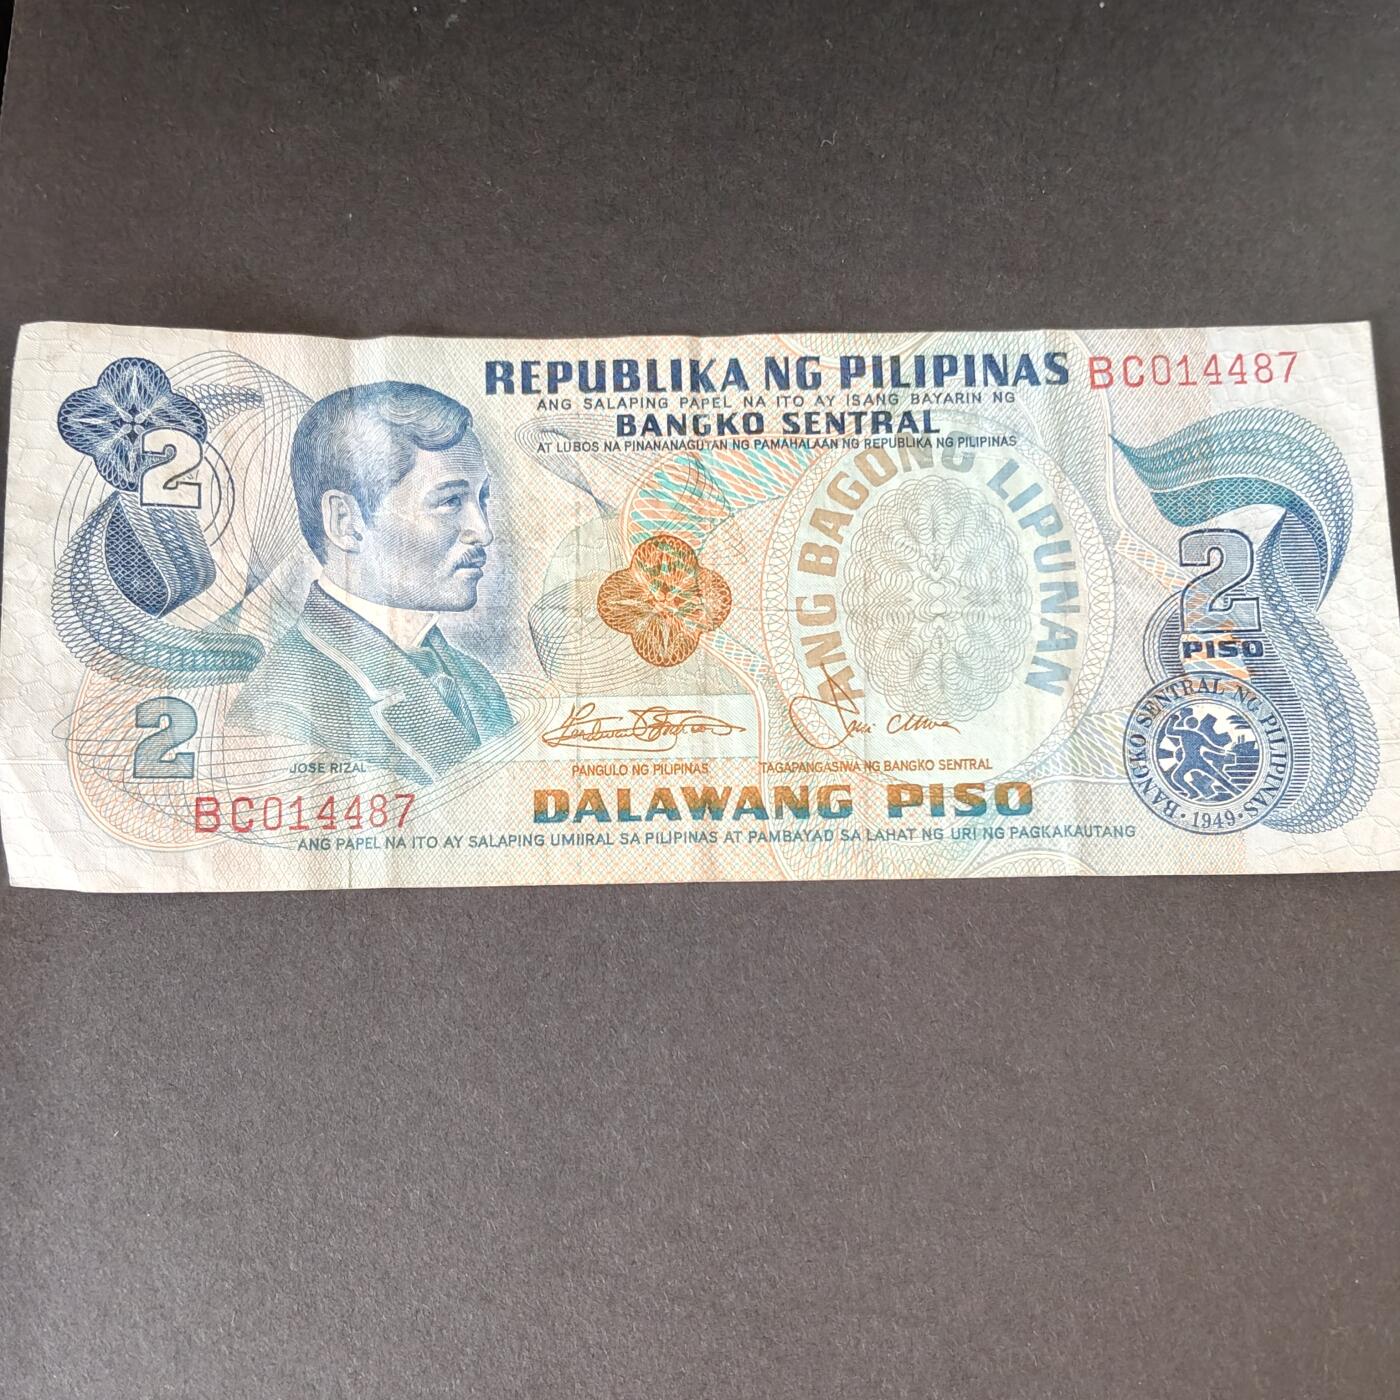 REPUBLIKA NG PILIPINAS
BC014487
ANG SALAPING PAPEL NA ITO AY ISANG BAYARIN NG
BANGKO SENTRAL
AT LUBOS NA PINANANAGUTAN NG PAMAHALAAN NG REPUBLIKA NG PILIPINAS
2
ANG BAGONG LIPUNAN
2
PISO
2
JOSE RIZAL
PANGULO NG PILIPINAS
TAGAPANGASIWA NG BANGKO SENTRAL
BANGKO SENTRAL NG PILIPINAS
1949
BC014487
DALAWANG PISO
ANG PAPEL NA ITO AY SALAPING UMIIRAL SA PILIPINAS AT PAMBAYAD SA LAHAT NG URI NG PAGKAKAUTANG